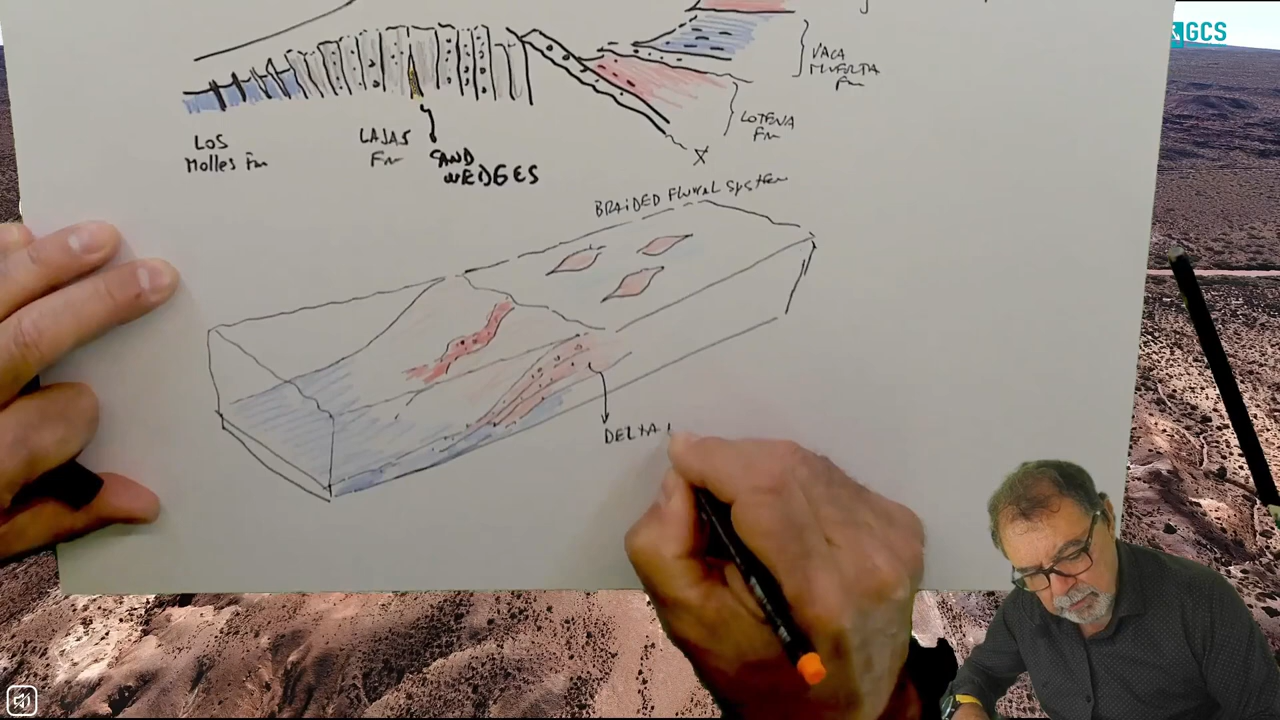 GCS
VACA
MUERTA
Fm
LOTENA
Fm
LOS
Molles Fm
LAJAS
Fm
SAND
WEDGES
X
BRAIDED FLUVIAL SYSTEM
DELTA